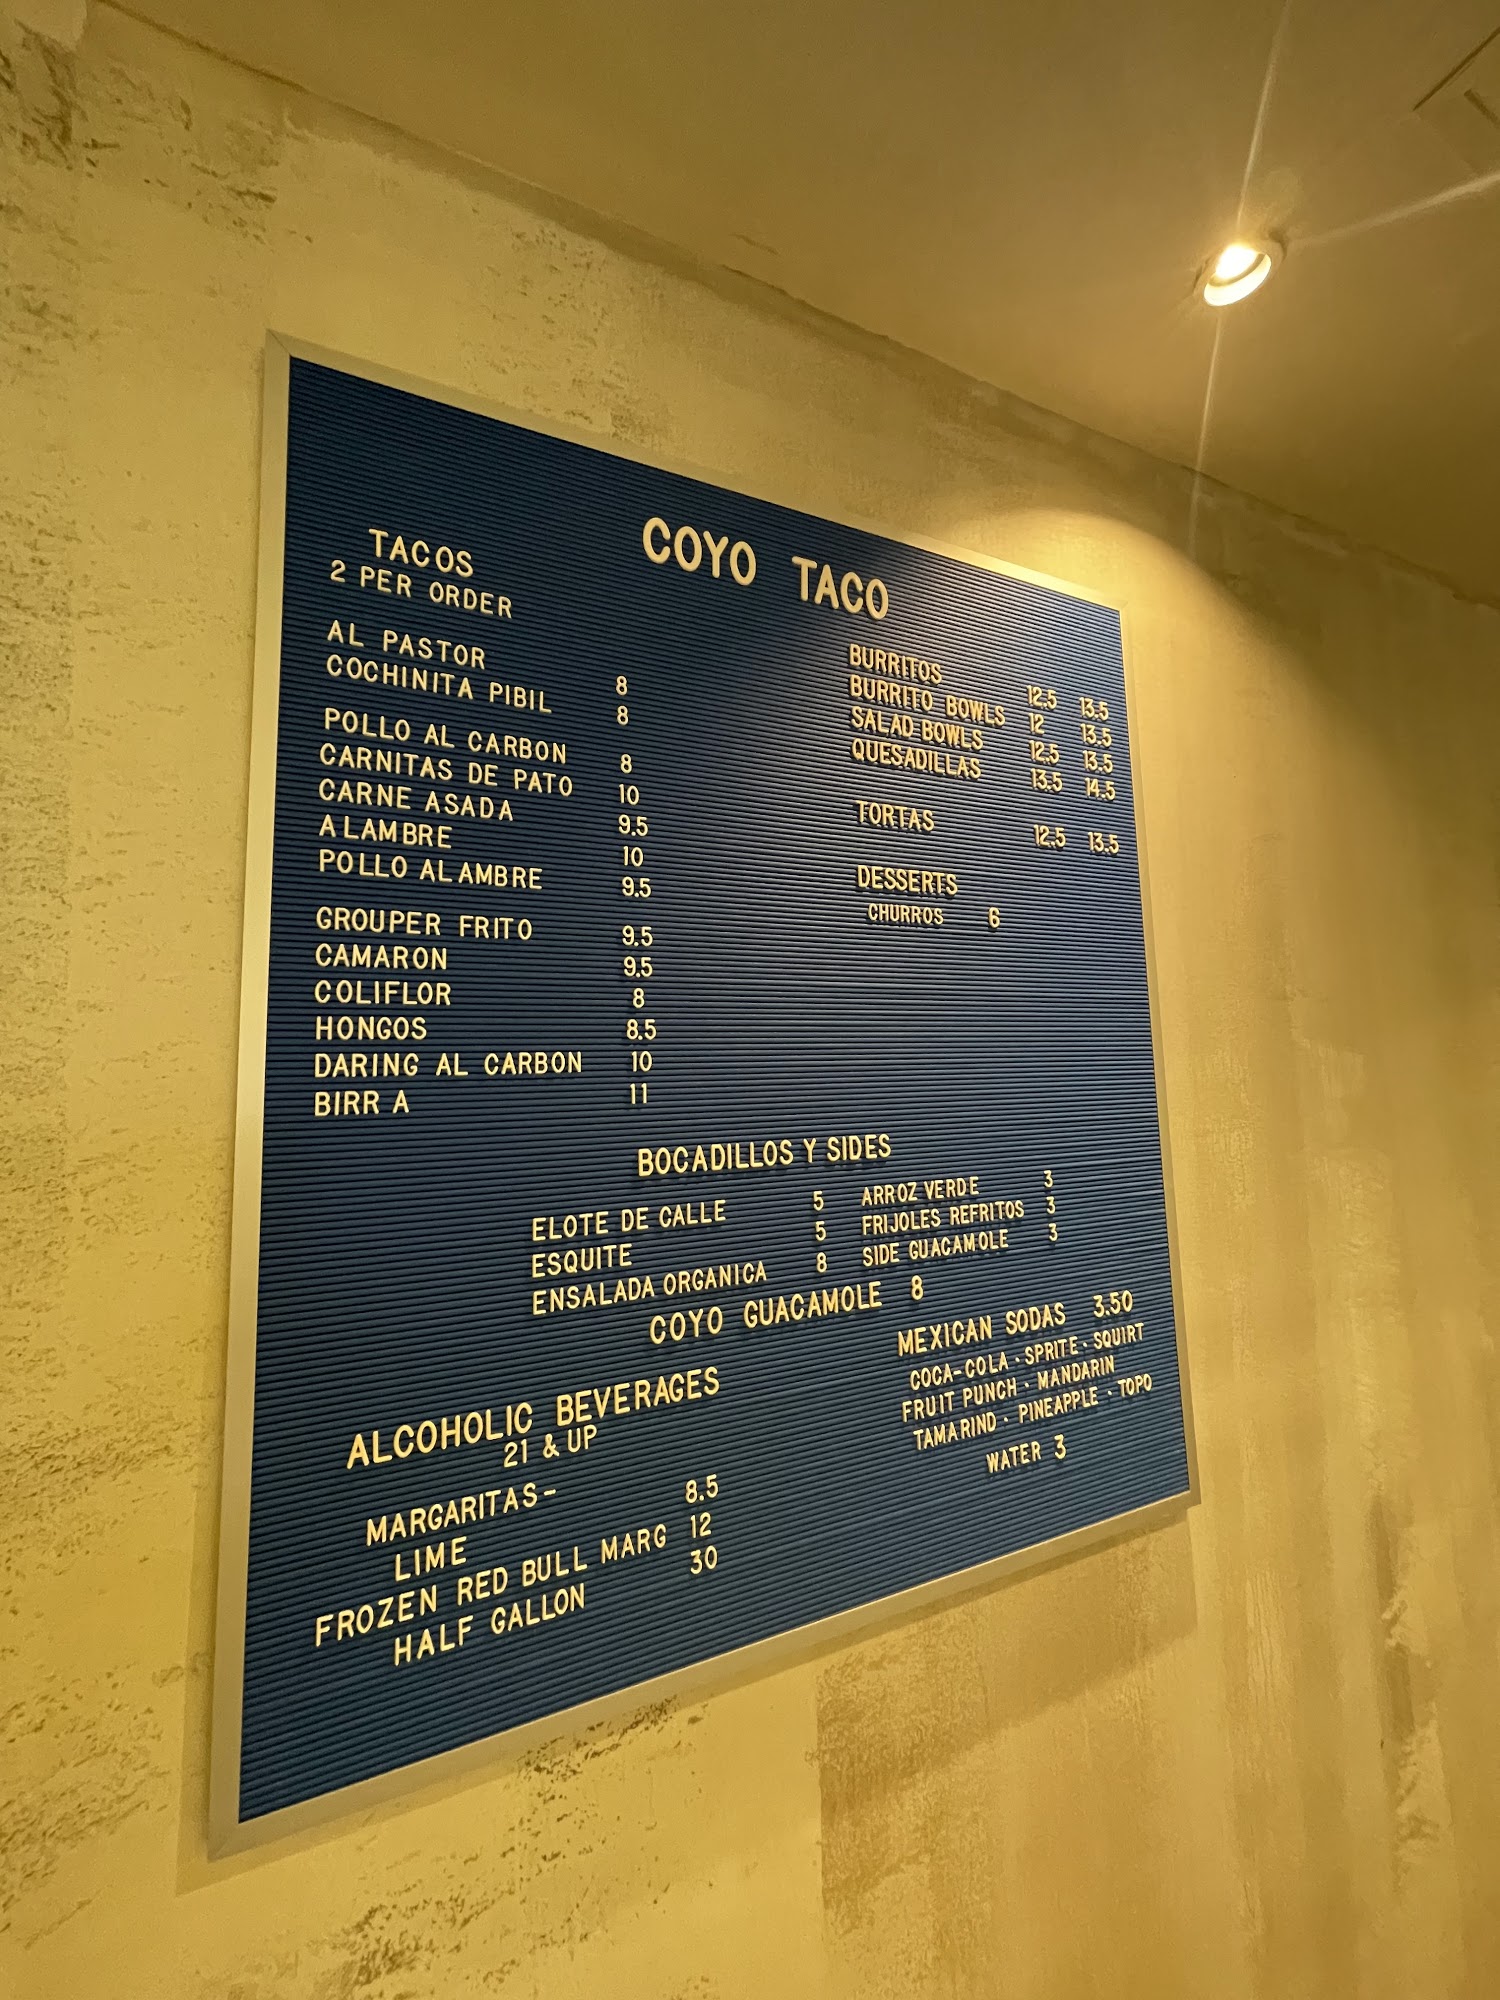 COYO TACO
TACOS
2 PER ORDER
AL PASTOR 8
COCHINITA PIBIL 8
POLLO AL CARBON 8
CARNITAS DE PATO 10
CARNE ASADA 9.5
ALAMBRE 10
POLLO ALAMBRE 9.5
GROUPER FRITO 9.5
CAMARON 9.5
COLIFLOR 8
HONGOS 8.5
DARING AL CARBON 10
BIRRA 11
BURRITOS 12.5 13.5
BURRITO BOWLS 12 13.5
SALAD BOWLS 12.5 13.5
QUESADILLAS 13.5 14.5
TORTAS 12.5 13.5
DESSERTS
CHURROS 6
BOCADILLOS Y SIDES
ELOTE DE CALLE 5
ESQUITE 5
ENSALADA ORGANICA 8
ARROZ VERDE 3
FRIJOLES REFRITOS 3
SIDE GUACAMOLE 3
COYO GUACAMOLE 8
ALCOHOLIC BEVERAGES
21 & UP
MARGARITAS-
LIME 8.5
FROZEN RED BULL MARG 12
HALF GALLON 30
MEXICAN SODAS 3.50
COCA-COLA · SPRITE · SQUIRT
FRUIT PUNCH · MANDARIN
TAMARIND · PINEAPPLE · TOPO
WATER 3